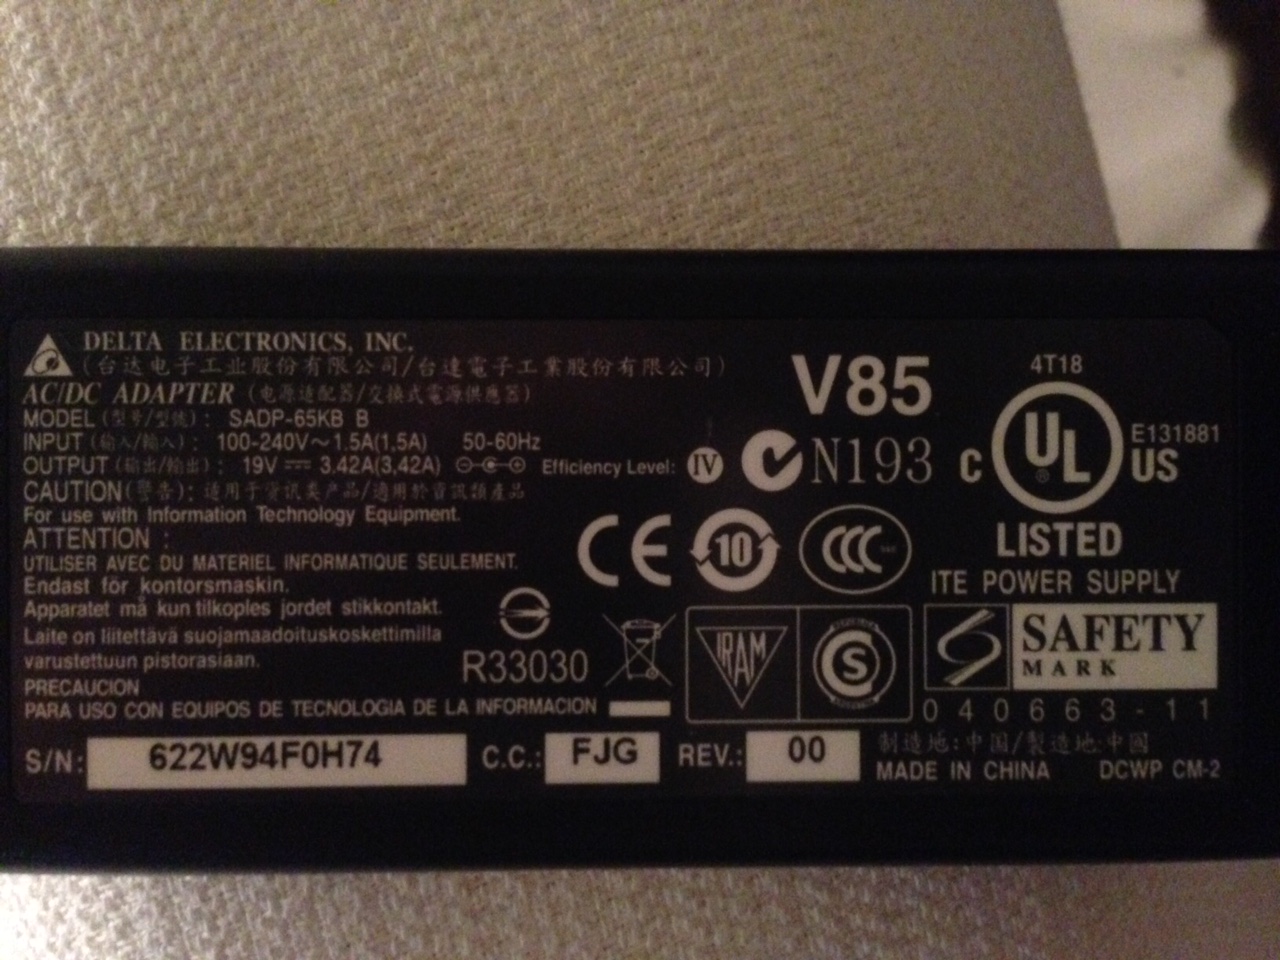 DELTA ELECTRONICS, INC.
(台达电子工业股份有限公司/台達電子工業股份有限公司)
AC/DC ADAPTER (电源适配器/交換式電源供應器)
MODEL (型号/型號): SADP-65KB B
INPUT (输入/輸入): 100-240V~1.5A(1,5A) 50-60Hz
OUTPUT (输出/輸出): 19V ⎓ 3.42A(3,42A) Efficiency Level: IV
CAUTION (警告): 适用于资讯类产品/適用於資訊類產品
For use with Information Technology Equipment.
ATTENTION :
UTILISER AVEC DU MATERIEL INFORMATIQUE SEULEMENT.
Endast för kontorsmaskin.
Apparatet må kun tilkoples jordet stikkontakt.
Laite on liitettävä suojamaadoituskoskettimilla
varustettuun pistorasiaan.
PRECAUCION
PARA USO CON EQUIPOS DE TECNOLOGIA DE LA INFORMACION
V85
N193
4T18
C UL ® US
E131881
LISTED
ITE POWER SUPPLY
CE
10
CCC
R33030
IRAM
S
SAFETY
MARK
040663-11
S/N: 622W94F0H74 C.C.: FJG REV.: 00
制造地:中国/製造地:中國
MADE IN CHINA DCWP CM-2